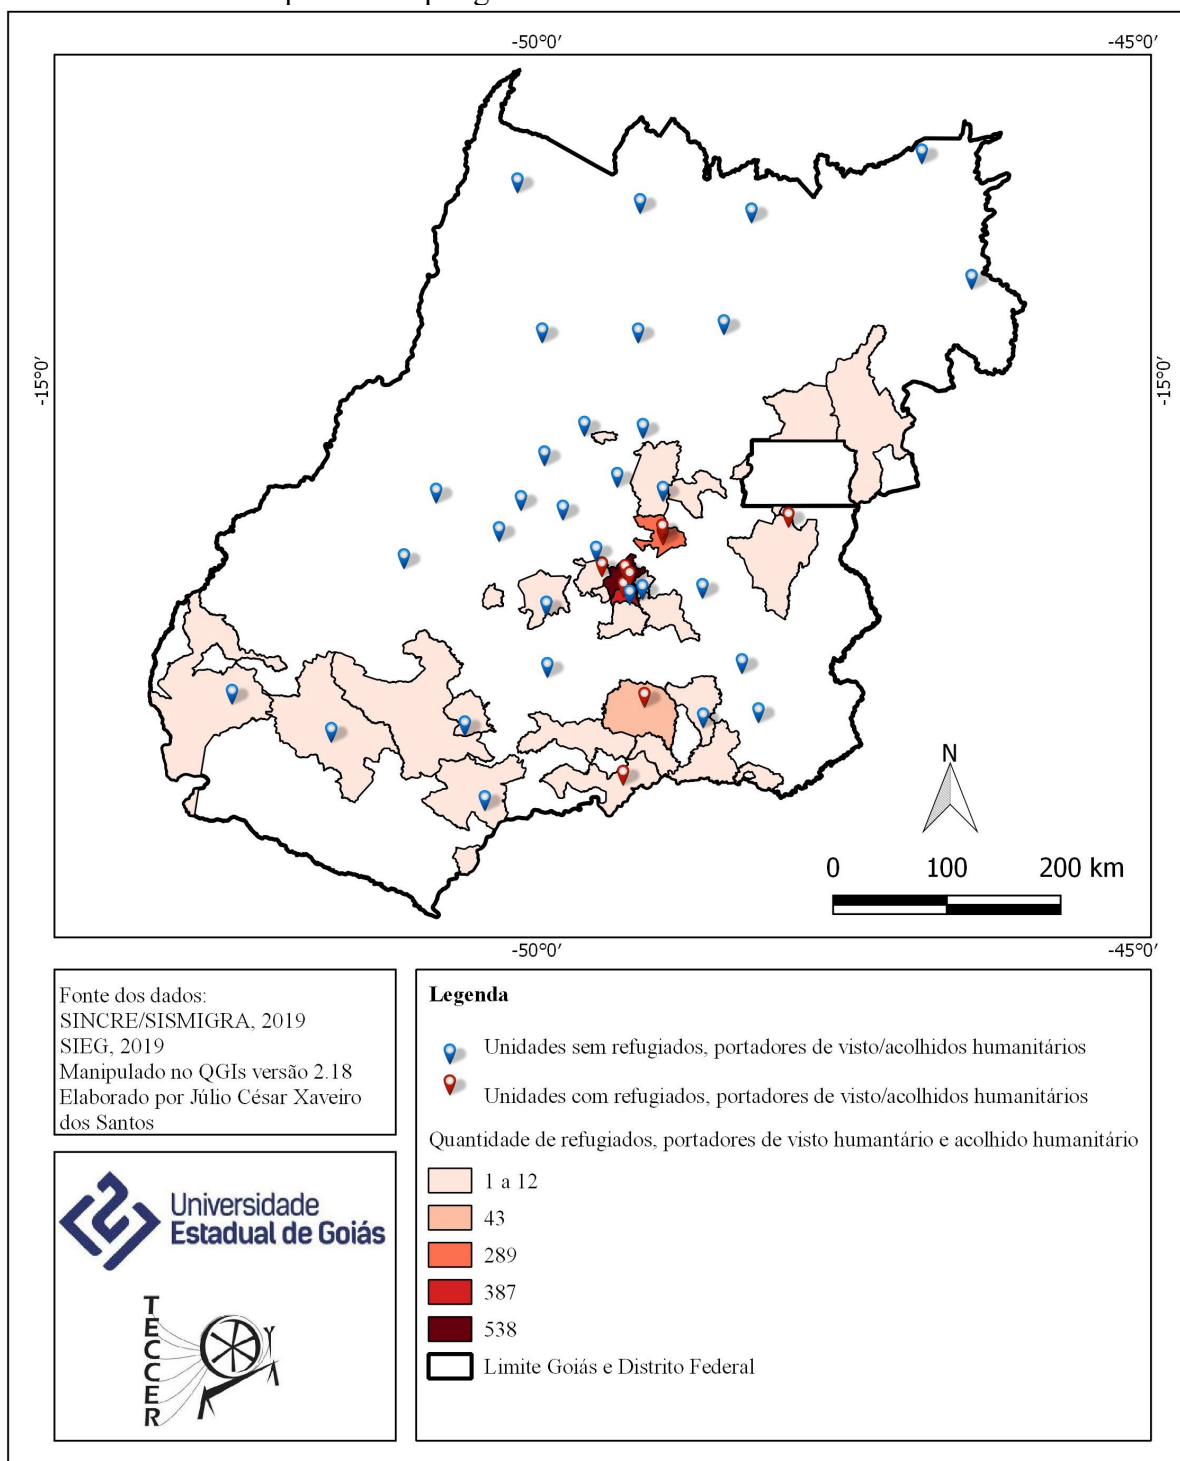 -50°0′
-45°0′
-15°0′
-15°0′
N
0 100 200 km
-50°0′
-45°0′
Fonte dos dados:
SINCRE/SISMIGRA, 2019
SIEG, 2019
Manipulado no QGIs versão 2.18
Elaborado por Júlio César Xaveiro
dos Santos
Universidade
Estadual de Goiás
TECCER
Legenda
Unidades sem refugiados, portadores de visto/acolhidos humanitários
Unidades com refugiados, portadores de visto/acolhidos humanitários
Quantidade de refugiados, portadores de visto humantário e acolhido humanitário
1 a 12
43
289
387
538
Limite Goiás e Distrito Federal